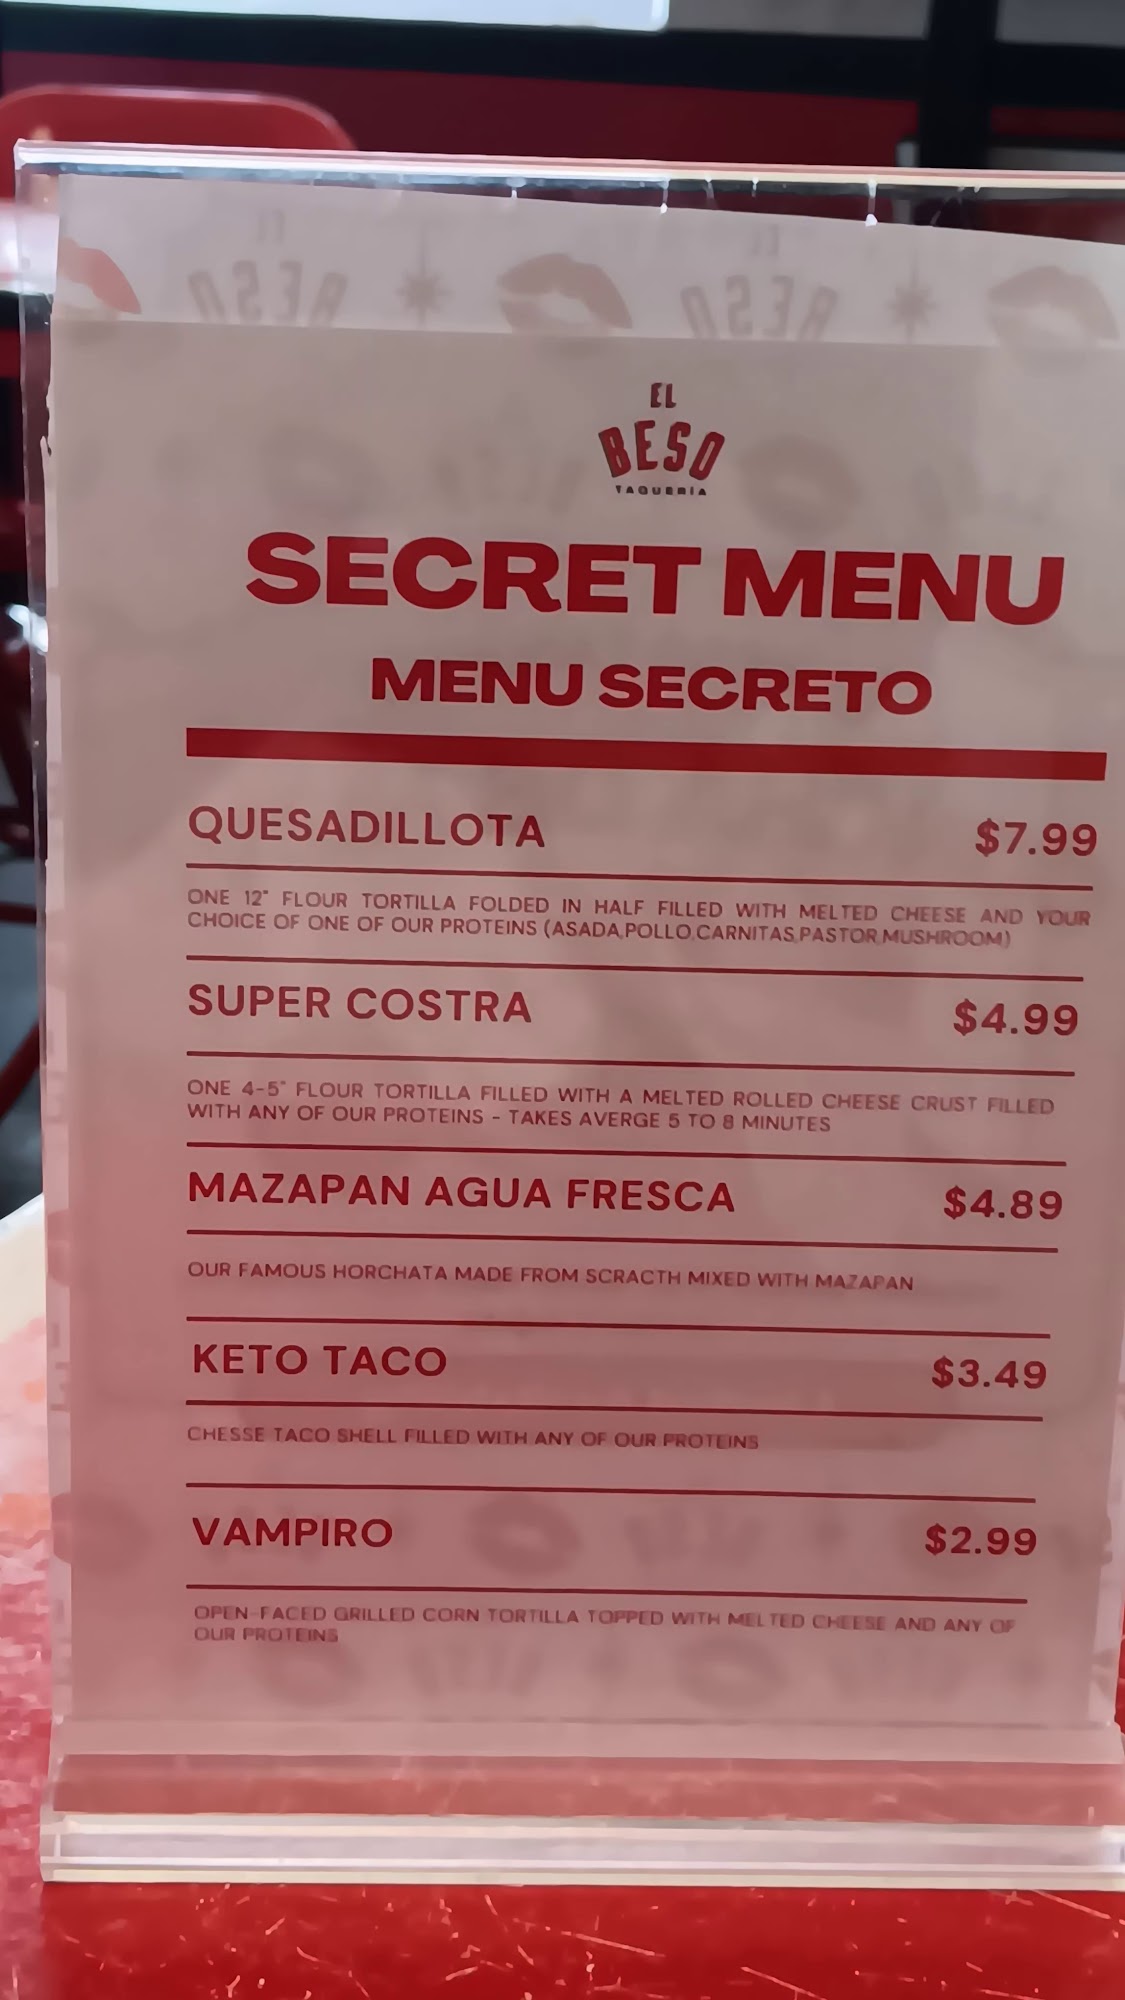 EL
BESO
TAQUERÍA
SECRET MENU
MENU SECRETO
QUESADILLOTA $7.99
ONE 12" FLOUR TORTILLA FOLDED IN HALF FILLED WITH MELTED CHEESE AND YOUR
CHOICE OF ONE OF OUR PROTEINS (ASADA,POLLO,CARNITAS,PASTOR,MUSHROOM)
SUPER COSTRA $4.99
ONE 4-5" FLOUR TORTILLA FILLED WITH A MELTED ROLLED CHEESE CRUST FILLED
WITH ANY OF OUR PROTEINS - TAKES AVERGE 5 TO 8 MINUTES
MAZAPAN AGUA FRESCA $4.89
OUR FAMOUS HORCHATA MADE FROM SCRACTH MIXED WITH MAZAPAN
KETO TACO $3.49
CHESSE TACO SHELL FILLED WITH ANY OF OUR PROTEINS
VAMPIRO $2.99
OPEN-FACED GRILLED CORN TORTILLA TOPPED WITH MELTED CHEESE AND ANY OF
OUR PROTEINS